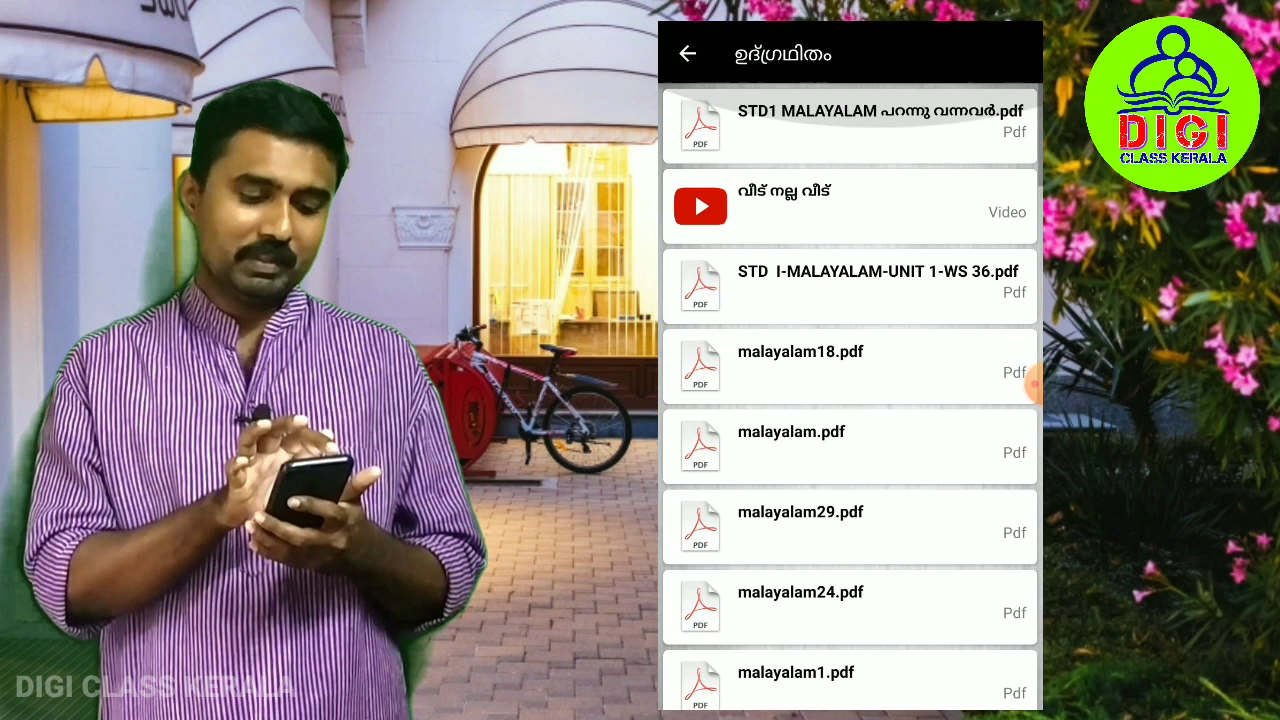 ഉദ്ഗ്രഥിതം
STD1 MALAYALAM പറന്നു വന്നവർ.pdf
Pdf
PDF
വീട് നല്ല വീട്
Video
STD I-MALAYALAM-UNIT 1-WS 36.pdf
Pdf
PDF
malayalam18.pdf
Pdf
PDF
malayalam.pdf
Pdf
PDF
malayalam29.pdf
Pdf
PDF
malayalam24.pdf
Pdf
PDF
malayalam1.pdf
Pdf
PDF
DIGI
CLASS KERALA
DIGI CLASS KERALA